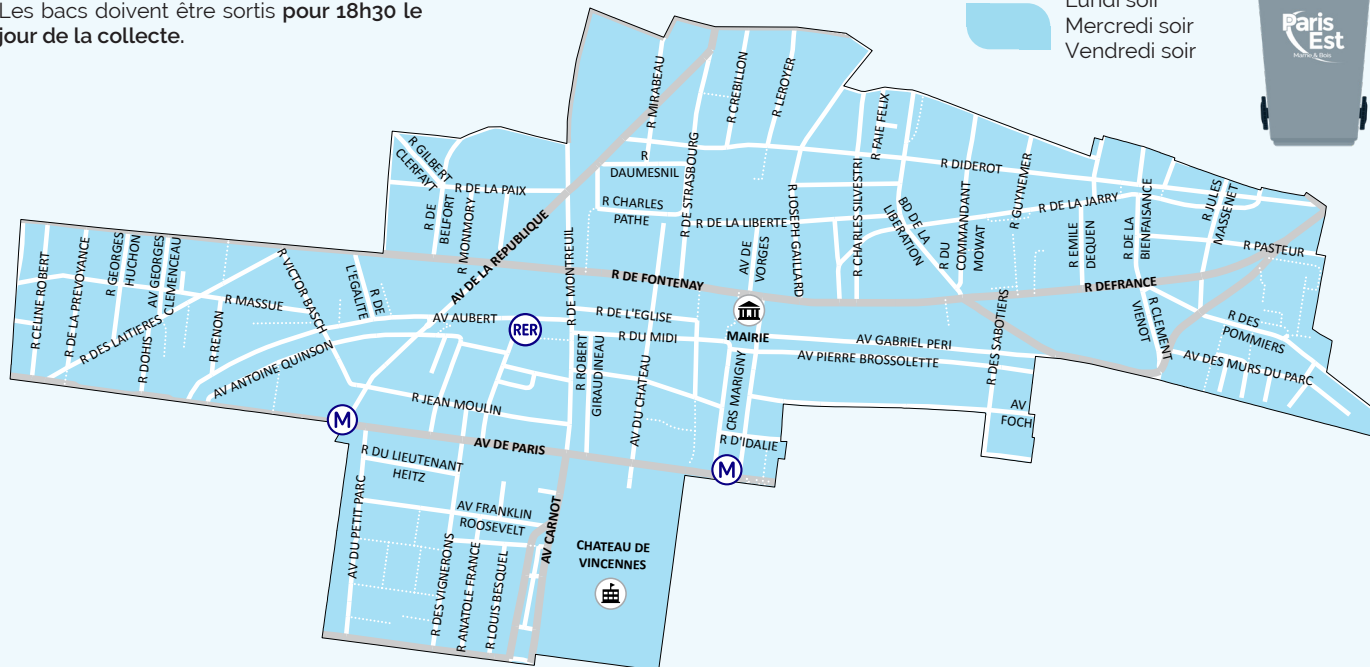 Les bacs doivent être sortis pour 18h30 le
jour de la collecte.
Lundi soir
Mercredi soir
Vendredi soir
Paris
Est
Marne & Bois
R MIRABEAU
R CREBILLON
R LEROYER
R FAIE FELIX
R GILBERT
CLERFAYT
R
DAUMESNIL
R DE STRASBOURG
R DIDEROT
R GUYNEMER
R DE LA PAIX
R CHARLES
PATHE
R DE LA LIBERTE
R JOSEPH GAILLARD
R CHARLES SILVESTRI
BD DE LA
LIBERATION
R DU
COMMANDANT
MOWAT
R DE LA JARRY
R EMILE
DEQUEN
R DE LA
BIENFAISANCE
R JULES
MASSENET
R PASTEUR
R DE
BELFORT
R MONMORY
AV DE LA REPUBLIQUE
R DE MONTREUIL
R DE FONTENAY
AV DE
VORGES
R DEFRANCE
R CELINE ROBERT
R DE LA PREVOYANCE
R GEORGES
HUCHON
AV GEORGES
CLEMENCEAU
R VICTOR BASCH
R DE
L'EGALITE
R MASSUE
R DES LAITIERES
R DOHIS
R RENON
AV ANTOINE QUINSON
AV AUBERT
RER
R DE L'EGLISE
R DU MIDI
MAIRIE
AV GABRIEL PERI
AV PIERRE BROSSOLETTE
R DES SABOTIERS
R CLEMENT
VIENOT
R DES
POMMIERS
AV DES MURS DU PARC
R ROBERT
GIRAUDINEAU
AV DU CHATEAU
CRS MARIGNY
R D'IDALIE
AV
FOCH
R JEAN MOULIN
M
AV DE PARIS
M
R DU LIEUTENANT
HEITZ
AV DU PETIT PARC
AV FRANKLIN
ROOSEVELT
AV CARNOT
R DES VIGNERONS
R ANATOLE FRANCE
R LOUIS BESQUEL
CHATEAU DE
VINCENNES